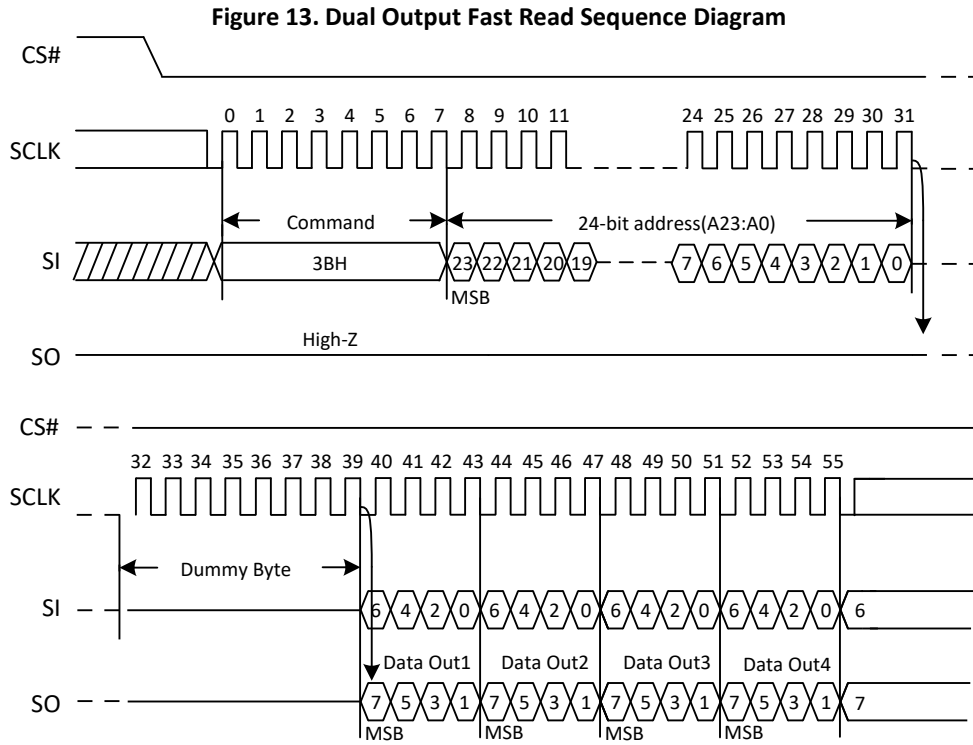 Figure 13. Dual Output Fast Read Sequence Diagram
CS#
0 1 2 3 4 5 6 7 8 9 10 11 24 25 26 27 28 29 30 31
SCLK
Command 24-bit address(A23:A0)
SI 3BH 23 22 21 20 19 7 6 5 4 3 2 1 0
MSB
High-Z
SO
CS#
32 33 34 35 36 37 38 39 40 41 42 43 44 45 46 47 48 49 50 51 52 53 54 55
SCLK
Dummy Byte
SI 6 4 2 0 6 4 2 0 6 4 2 0 6 4 2 0 6
Data Out1 Data Out2 Data Out3 Data Out4
SO 7 5 3 1 7 5 3 1 7 5 3 1 7 5 3 1 7
MSB MSB MSB MSB